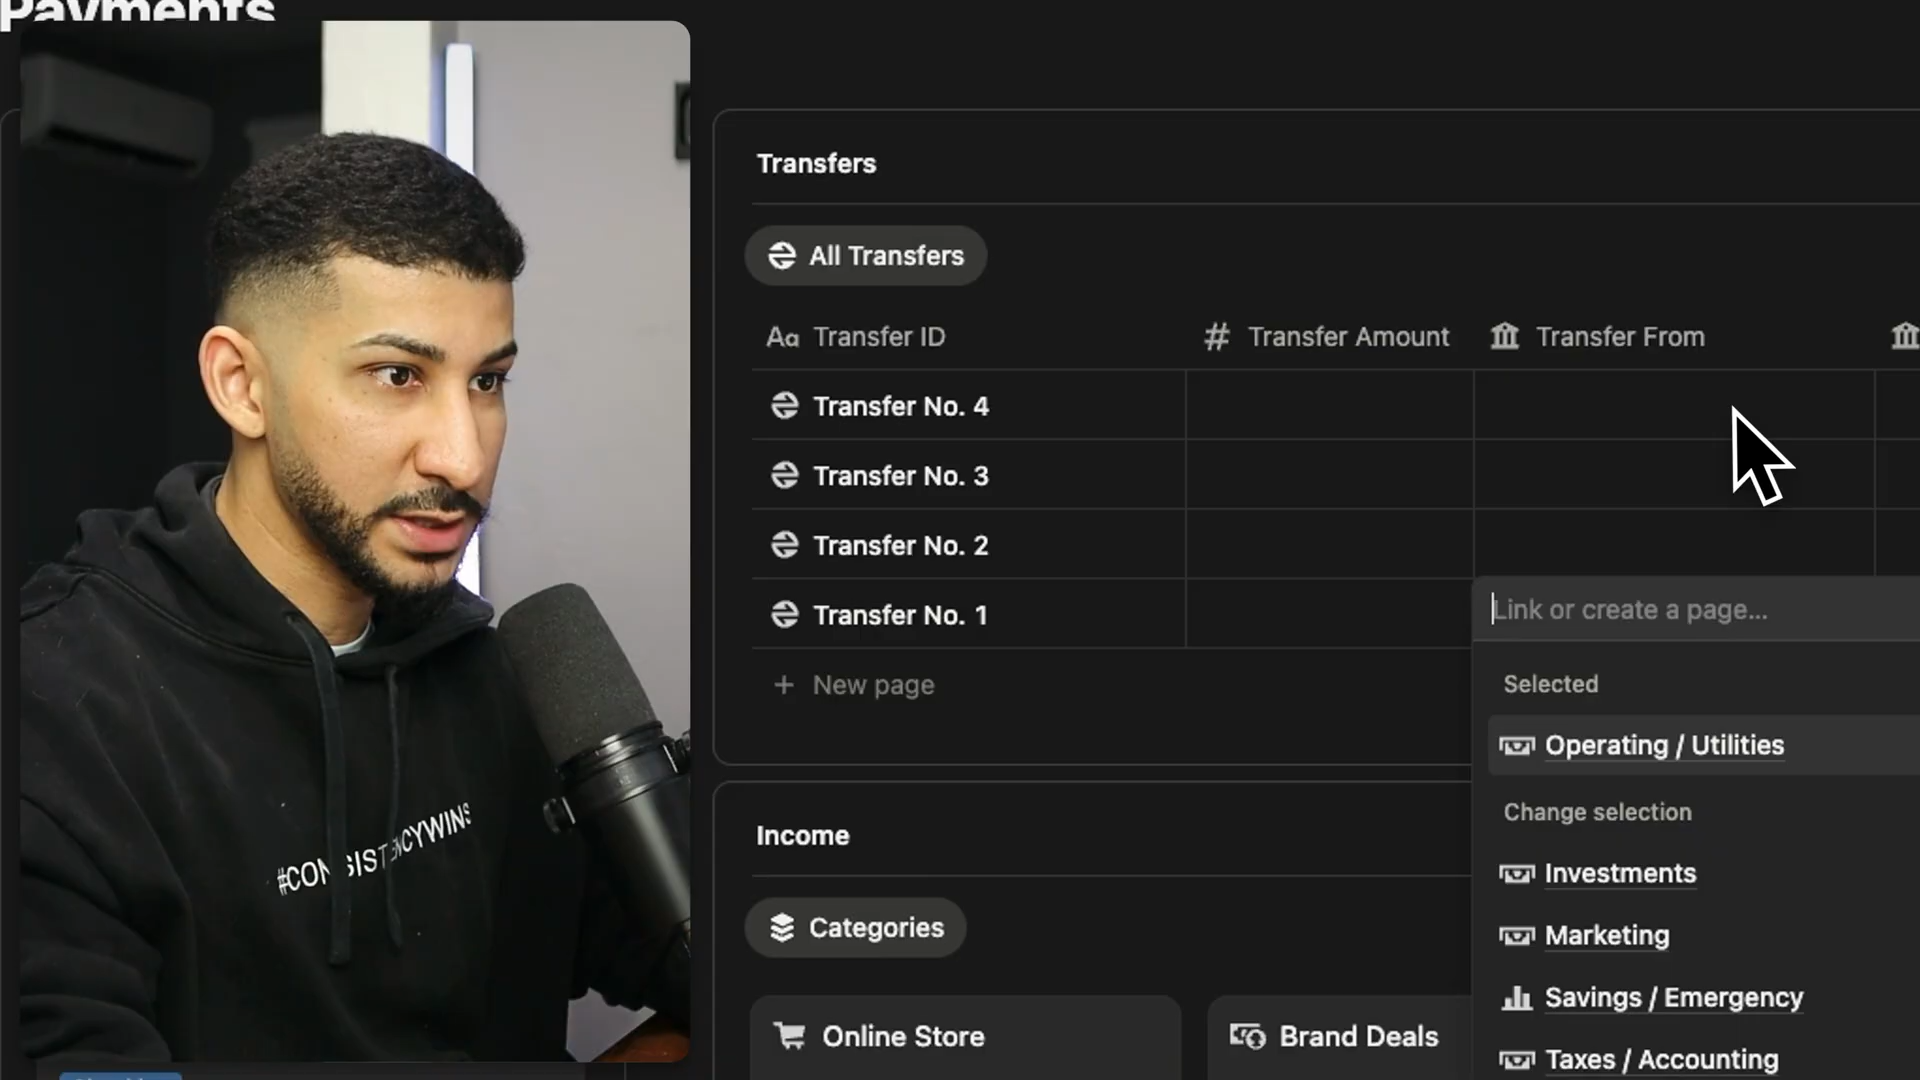 Payments
#CONSISTENCYWINS
Transfers
All Transfers
Aa Transfer ID
# Transfer Amount
Transfer From
Transfer No. 4
Transfer No. 3
Transfer No. 2
Transfer No. 1
+ New page
Link or create a page...
Selected
Operating / Utilities
Change selection
Investments
Marketing
Savings / Emergency
Taxes / Accounting
Income
Categories
Online Store
Brand Deals